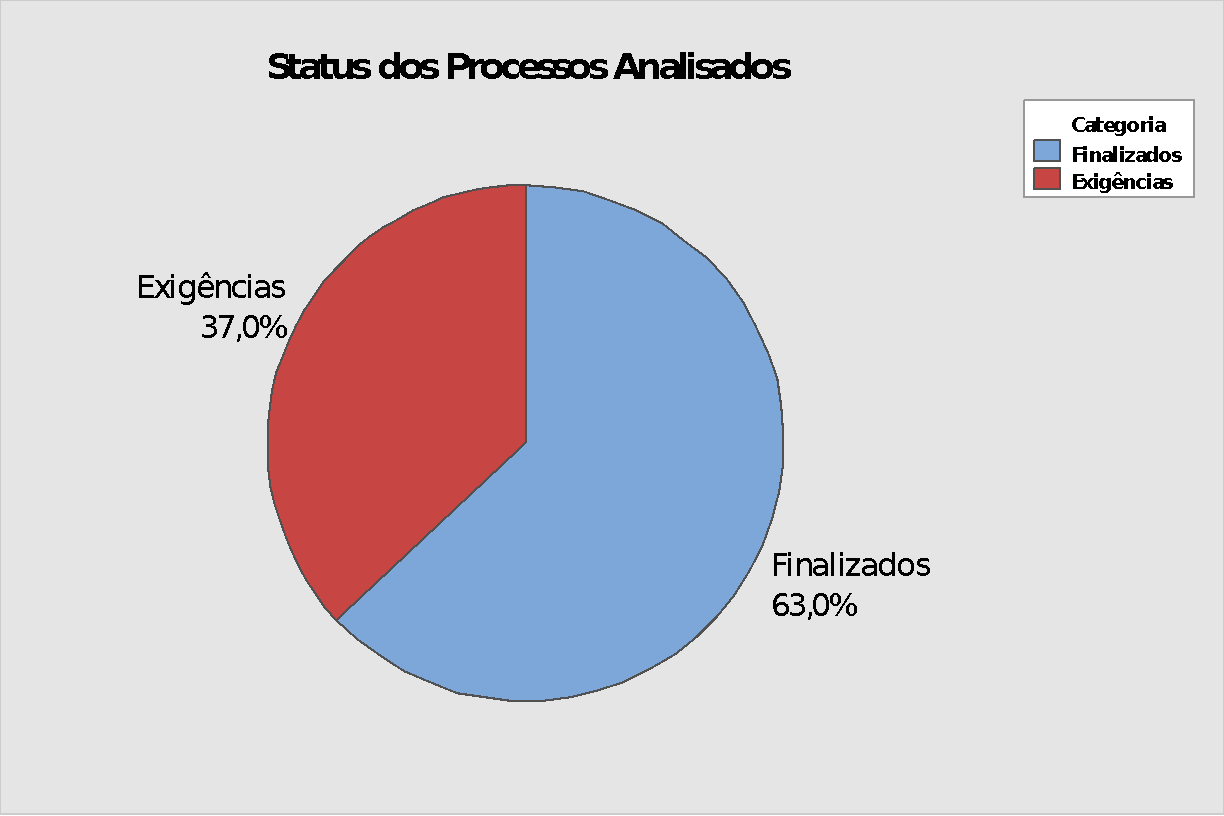 Status dos Processos Analisados
Categoria
Finalizados
Exigências
Exigências
37,0%
Finalizados
63,0%